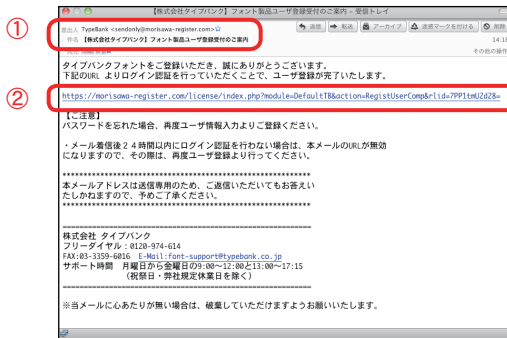 【株式会社タイプバンク】フォント製品ユーザ登録受付のご案内 - 受信トレイ
① 差出人 TypeBank <sendonly@morisawa-register.com>☆ 返信 転送 アーカイブ 迷惑マークを付ける 削除
件名 【株式会社タイプバンク】フォント製品ユーザ登録受付のご案内
その他の操作
タイプバンクフォントをご登録いただき、誠にありがとうございます。
下記のURL よりログイン認証を行っていただくことで、ユーザ登録が完了いたします。
② https://morisawa-register.com/license/index.php?module=DefaultTB&action=RegistUserComp&rlid=7PP1tmU2dZ8=
【ご注意】
パスワードを忘れた場合、再度ユーザ情報入力よりご登録ください。
・メール着信後２４時間以内にログイン認証を行わない場合は、本メールのURLが無効
になりますので、その際は、再度ユーザ登録より行ってください。
**************************************************************
本メールアドレスは送信専用のため、ご返信いただいてもお答えい
たしかねますので、予めご了承ください。
**************************************************************
==============================================================
株式会社 タイプバンク
フリーダイヤル：0120-974-614
FAX:03-3359-6016 E-Mail:font-support@typebank.co.jp
サポート時間 月曜日から金曜日の9:00〜12:00と13:00〜17:15
（祝祭日・弊社規定休業日を除く）
==============================================================
※当メールに心あたりが無い場合は、破棄していただけますようお願いいたします。